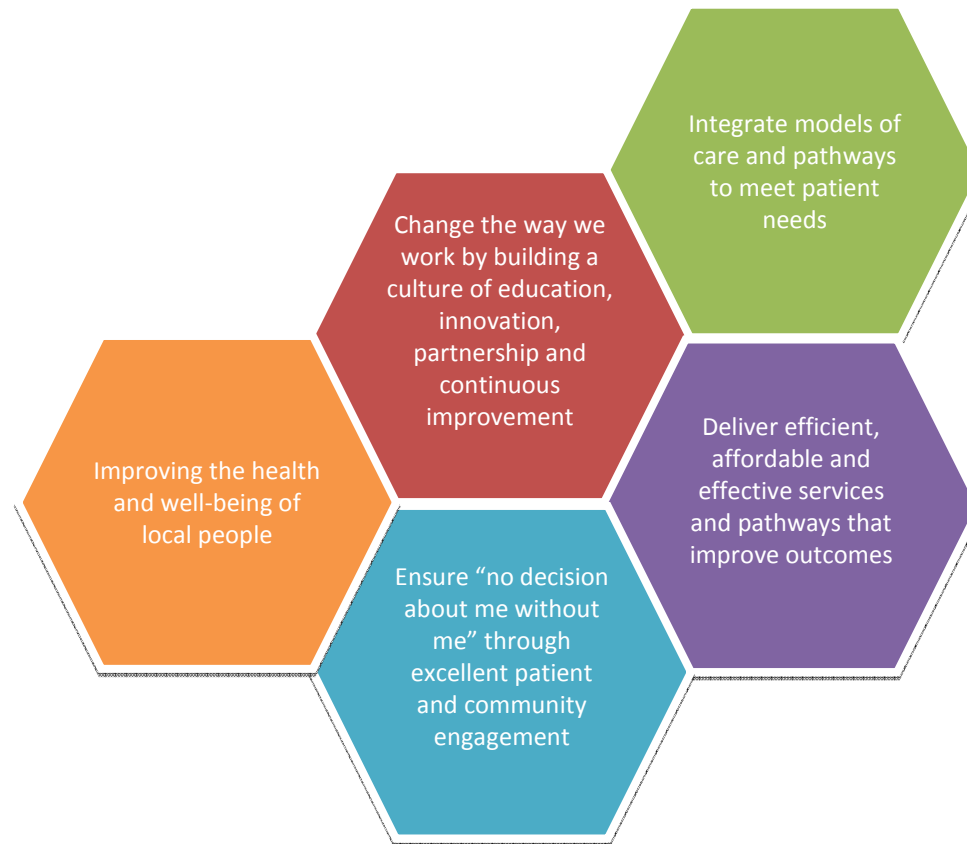 Integrate models of
care and pathways
to meet patient
needs
Change the way we
work by building a
culture of education,
innovation,
partnership and
continuous
improvement
Deliver efficient,
affordable and
effective services
and pathways that
improve outcomes
Improving the health
and well-being of
local people
Ensure “no decision
about me without
me” through
excellent patient
and community
engagement